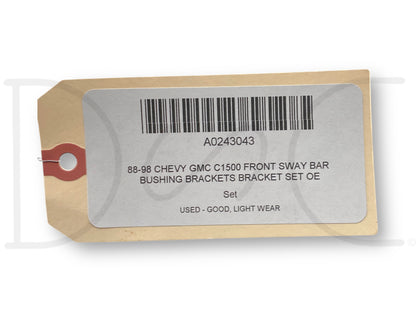 A0243043
88-98 CHEVY GMC C1500 FRONT SWAY BAR
BUSHING BRACKETS BRACKET SET OE
Set
USED - GOOD, LIGHT WEAR